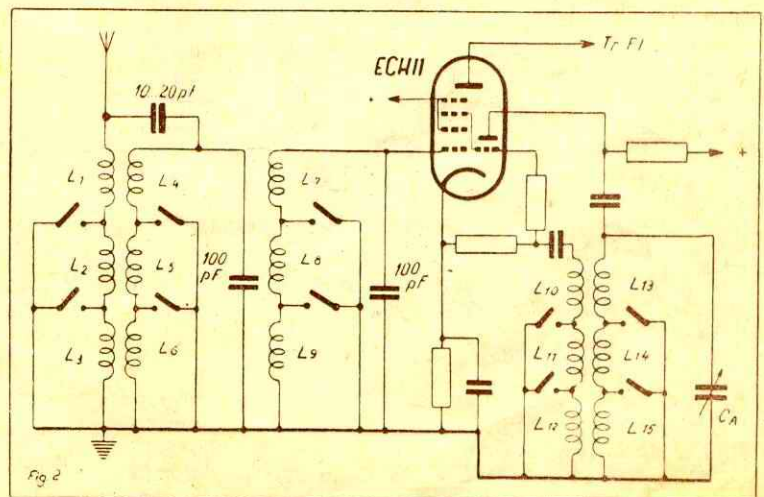 ECH11
Tr FI
10..20pF
L1
L4
L7
L2
L5
100
pF
L8
100
pF
L3
L6
L9
L10
L13
L11
L14
L12
L15
CA
+
Fig 2